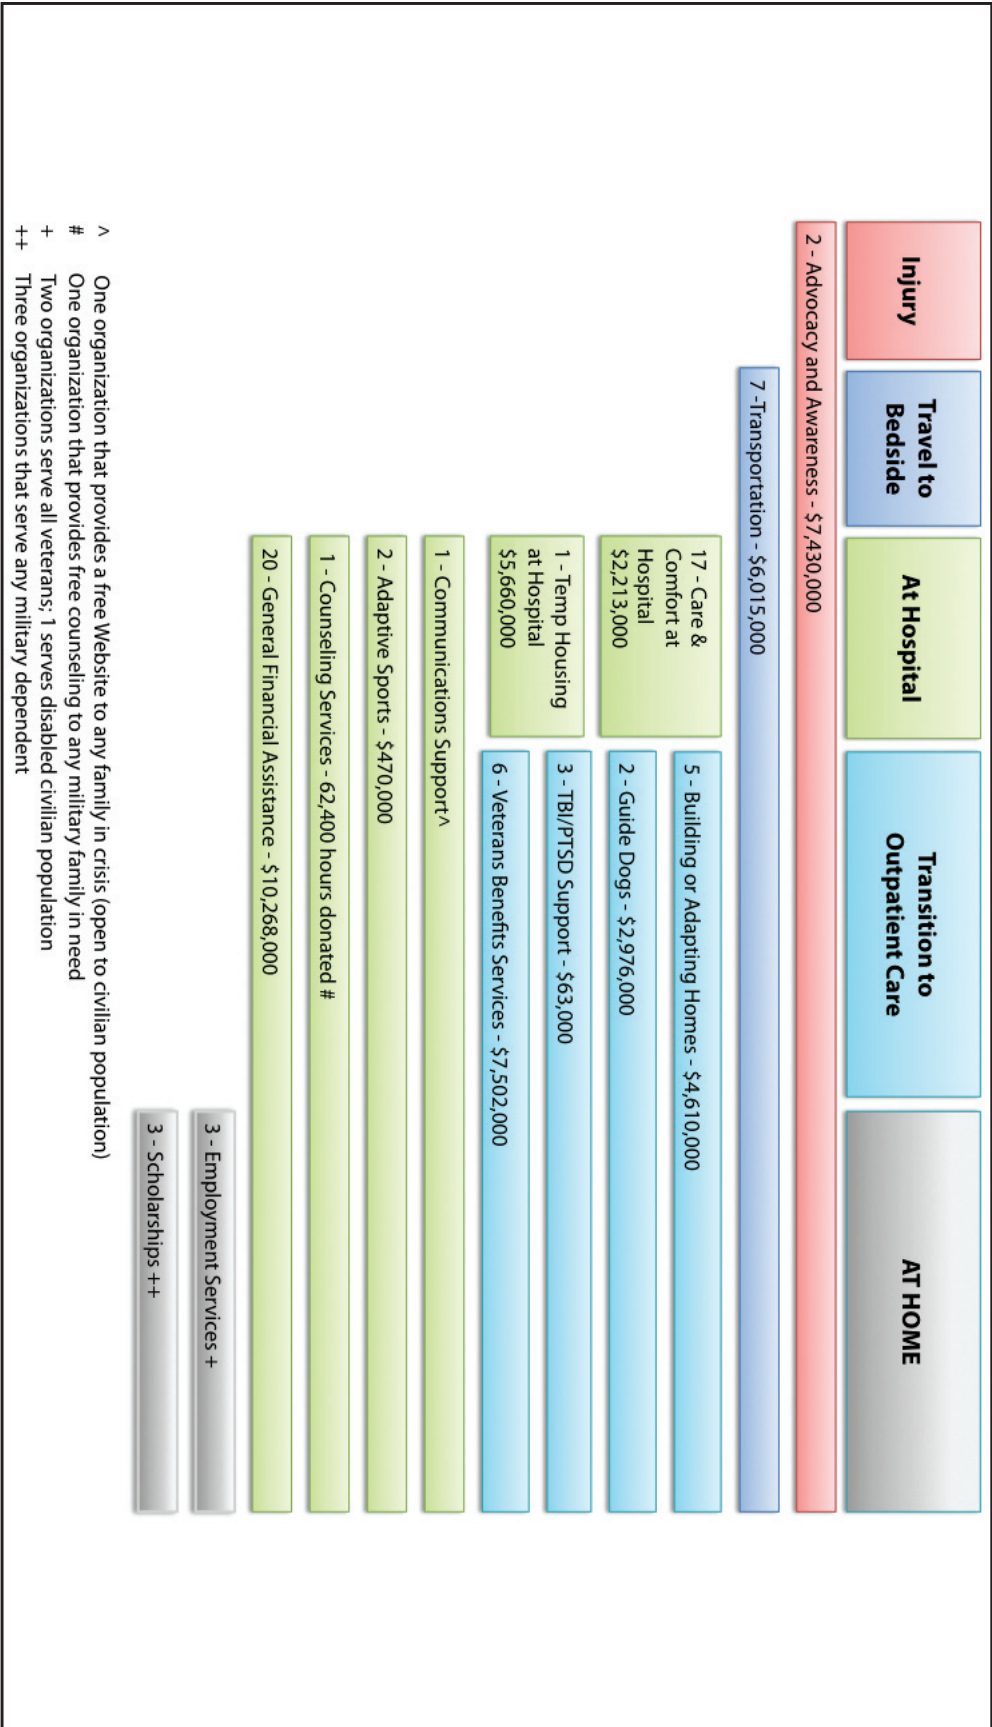 Injury
Travel to
Bedside
At Hospital
Transition to
Outpatient Care
AT HOME
2 - Advocacy and Awareness - $7,430,000
7 -Transportation - $6,015,000
17 - Care &
Comfort at
Hospital
$2,213,000
5 - Building or Adapting Homes - $4,610,000
2 - Guide Dogs - $2,976,000
1 - Temp Housing
at Hospital
$5,660,000
3 - TBI/PTSD Support - $63,000
6 - Veterans Benefits Services - $7,502,000
1 - Communications Support^
2 - Adaptive Sports - $470,000
1 - Counseling Services - 62,400 hours donated #
20 - General Financial Assistance - $10,268,000
3 - Employment Services +
3 - Scholarships ++
^ One organization that provides a free Website to any family in crisis (open to civilian population)
# One organization that provides free counseling to any military family in need
+ Two organizations serve all veterans; 1 serves disabled civilian population
++ Three organizations that serve any military dependent